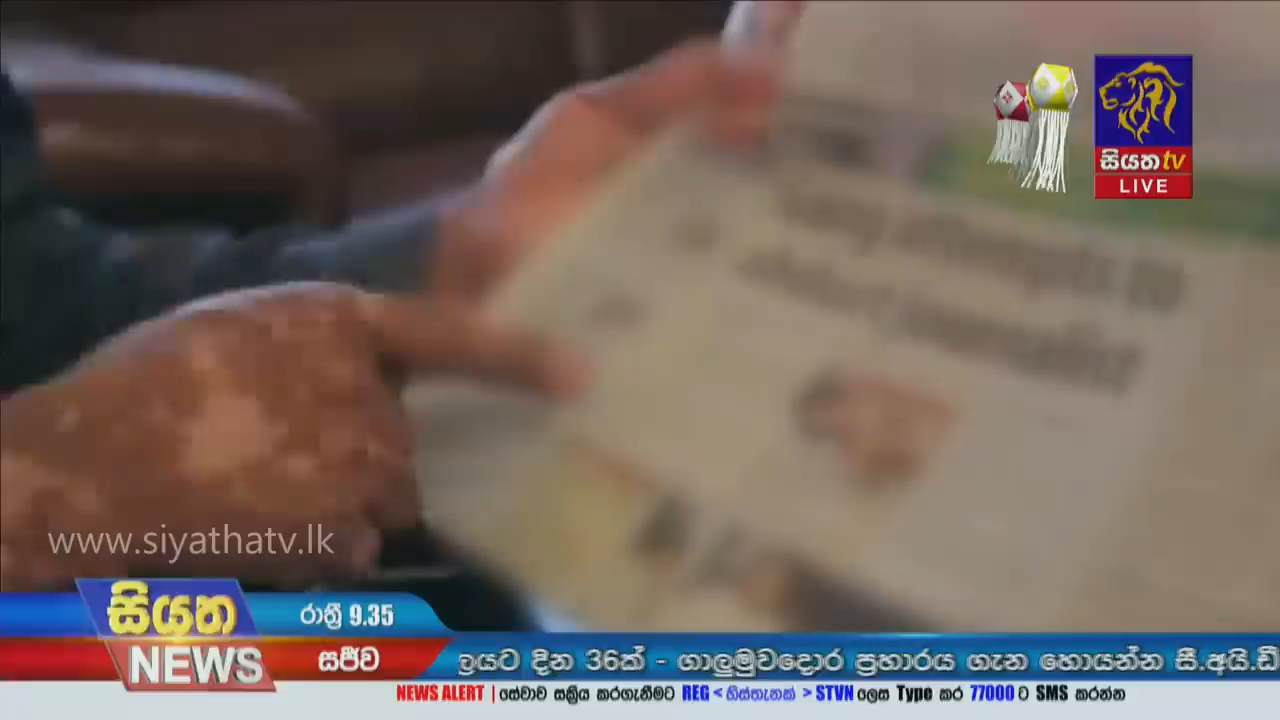 සියත tv
LIVE
www.siyathatv.lk
සියත
NEWS
රාත්‍රී 9.35
සජීව
ඉයට දින 36ක් - ගාලුමුවදොර ප්‍රහාරය ගැන හොයන්න සී.අයි.ඩී
NEWS ALERT | සේවාව සක්‍රිය කරගැනීමට REG < හිස්තැනක් > STVN ලෙස Type කර 77000 ට SMS කරන්න